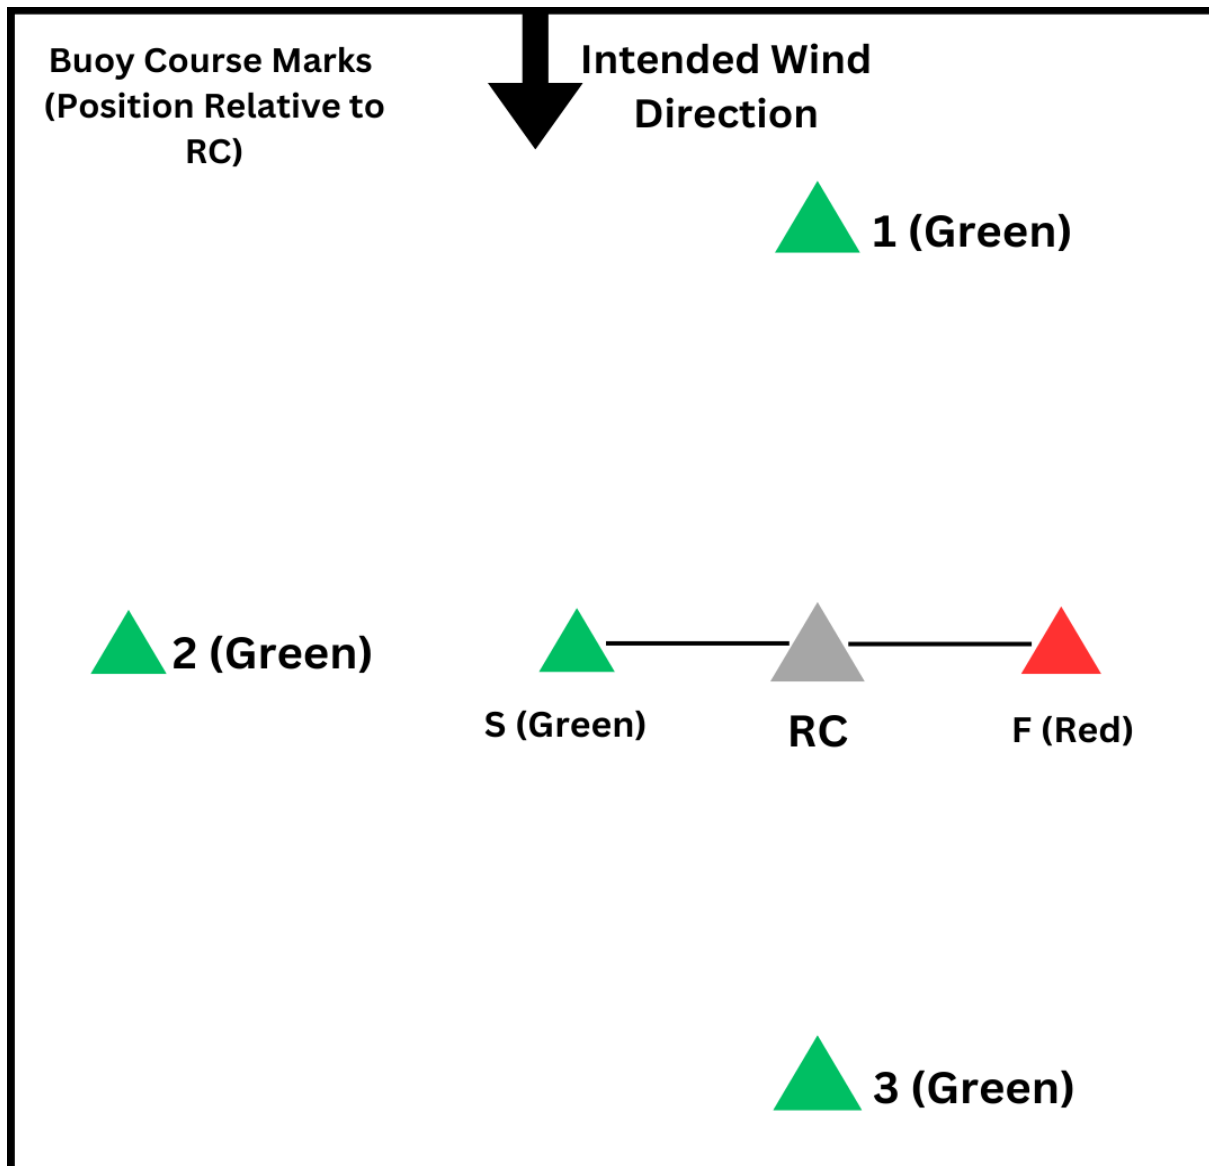 Buoy Course Marks
(Position Relative to
RC)
Intended Wind
Direction
1 (Green)
2 (Green)
S (Green)
RC
F (Red)
3 (Green)